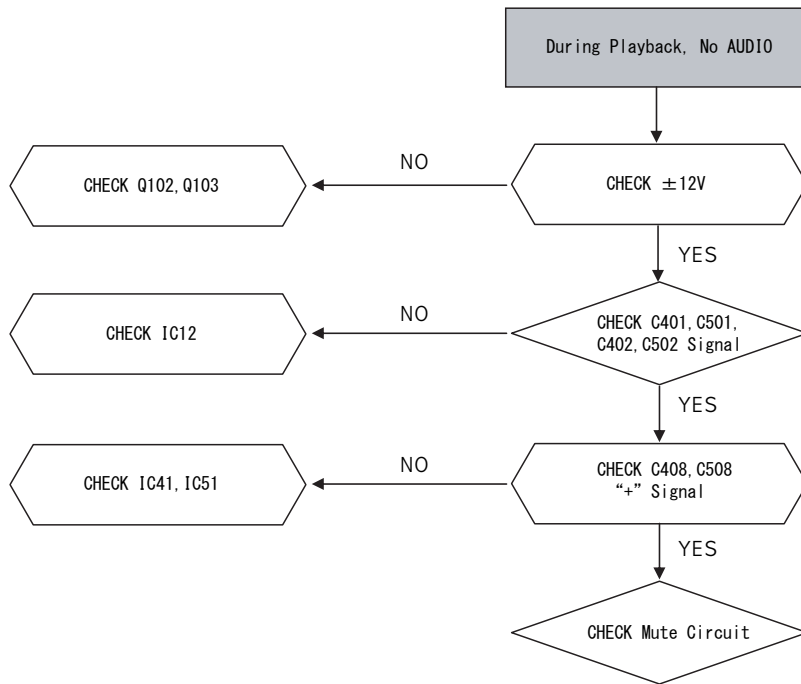 During Playback, No AUDIO
NO
CHECK Q102,Q103
CHECK ±12V
YES
NO
CHECK IC12
CHECK C401,C501,
C402,C502 Signal
YES
NO
CHECK IC41,IC51
CHECK C408,C508
“+” Signal
YES
CHECK Mute Circuit